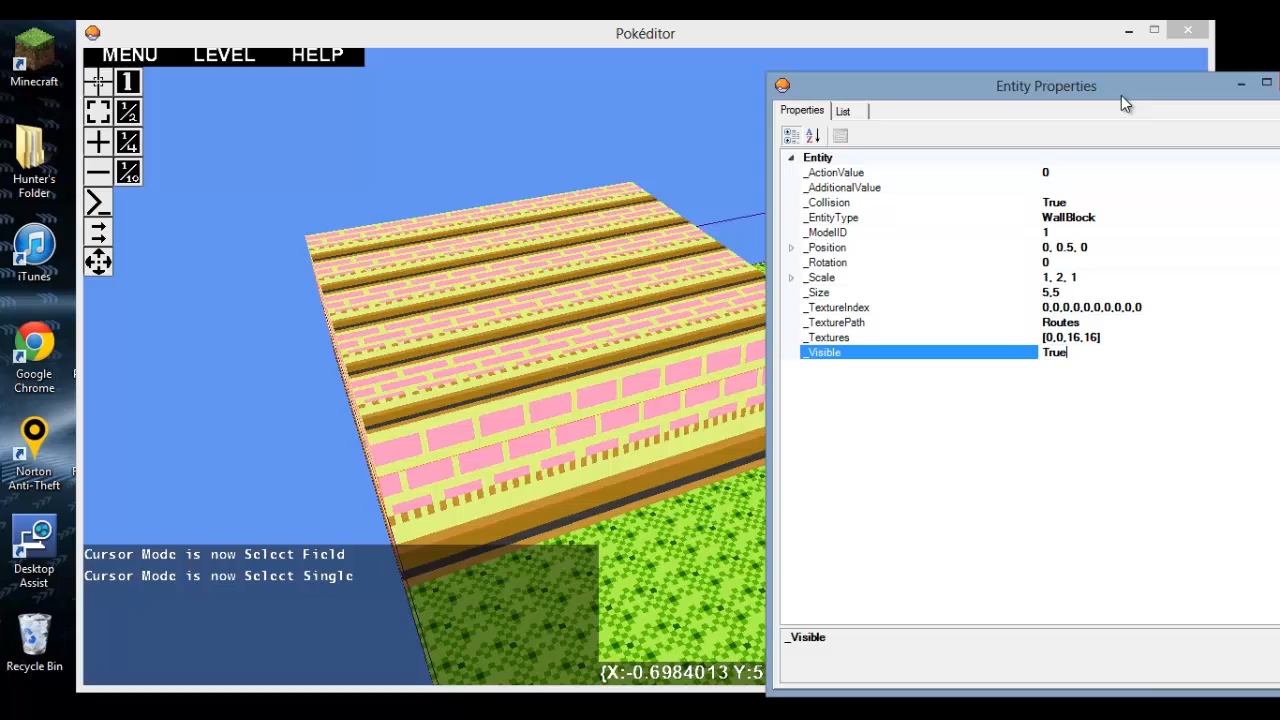 Minecraft
Hunter's
Folder
iTunes
Google
Chrome
Norton
Anti-Theft
Desktop
Assist
Recycle Bin
Pokéditor
MENU LEVEL HELP
1
1/2
1/4
1/10
Cursor Mode is now Select Field
Cursor Mode is now Select Single
{X:-0.6984013 Y:5
Entity Properties
Properties List
Entity
_ActionValue 0
_AdditionalValue
_Collision True
_EntityType WallBlock
_ModelID 1
_Position 0, 0.5, 0
_Rotation 0
_Scale 1, 2, 1
_Size 5,5
_TextureIndex 0,0,0,0,0,0,0,0,0,0
_TexturePath Routes
_Textures [0,0,16,16]
_Visible True
_Visible